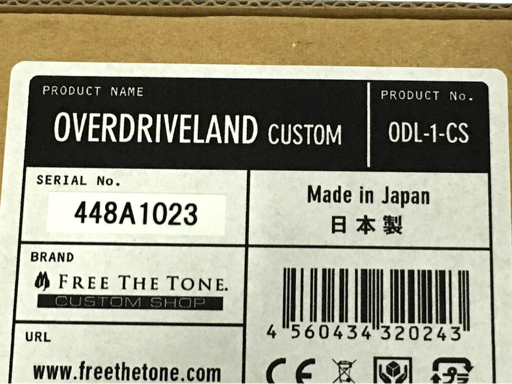 PRODUCT NAME
OVERDRIVELAND CUSTOM
PRODUCT No.
ODL-1-CS
SERIAL No.
448A1023
Made in Japan
日本製
BRAND
FREE THE TONE.
CUSTOM SHOP
4 560434 320243
URL
www.freethetone.com
CE